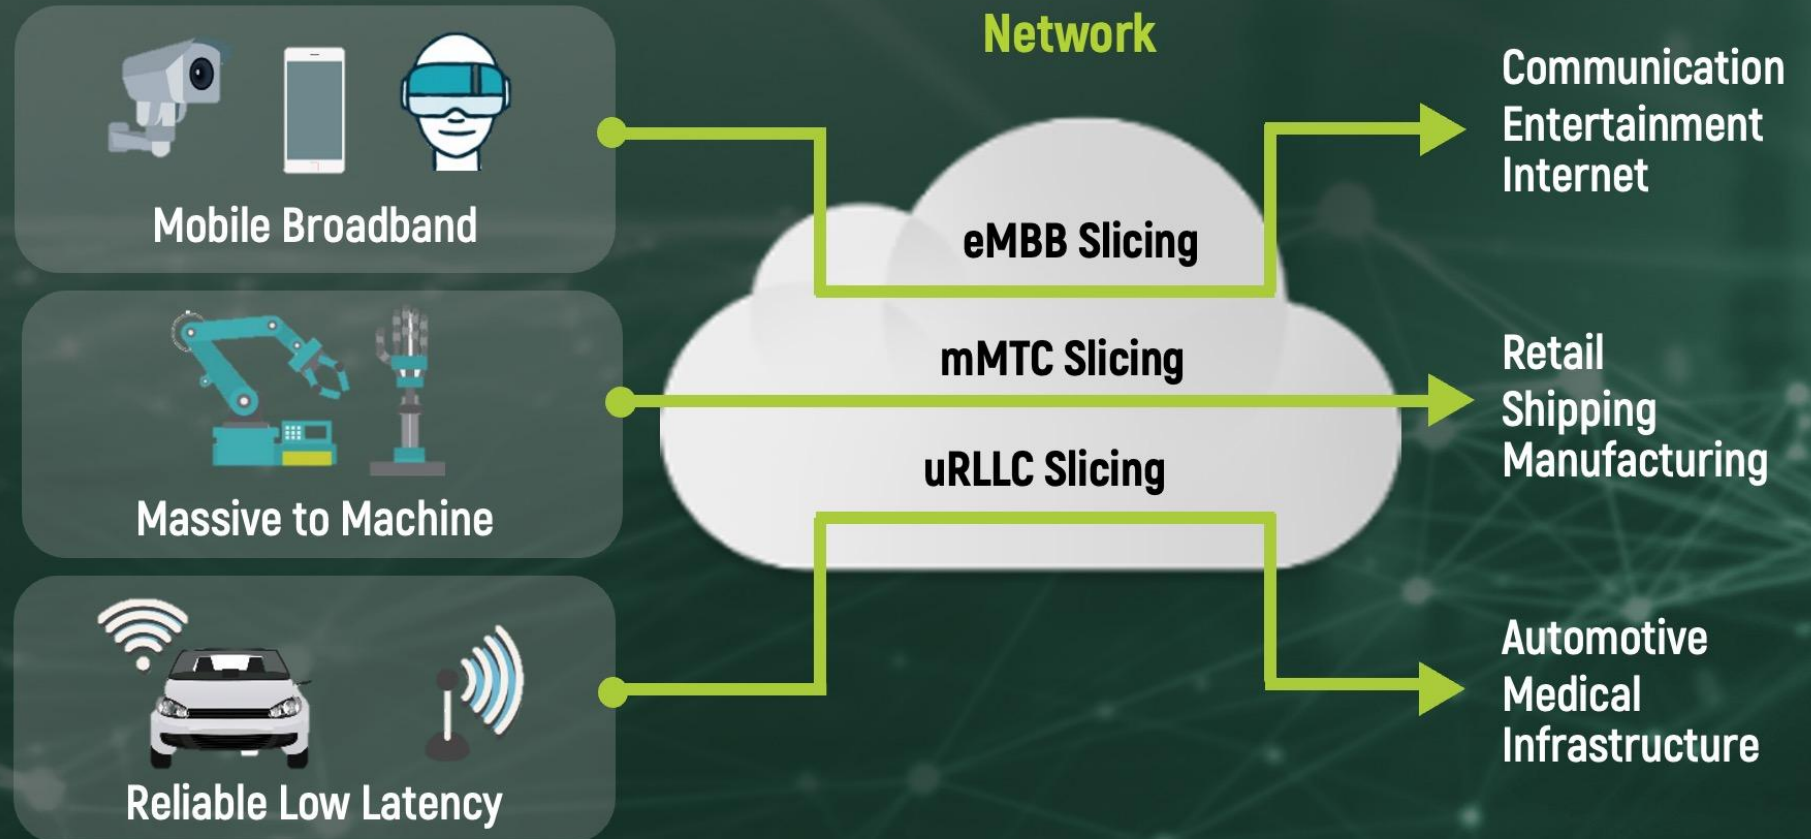 Network
Mobile Broadband
eMBB Slicing
Communication
Entertainment
Internet
Massive to Machine
mMTC Slicing
Retail
Shipping
Manufacturing
Reliable Low Latency
uRLLC Slicing
Automotive
Medical
Infrastructure